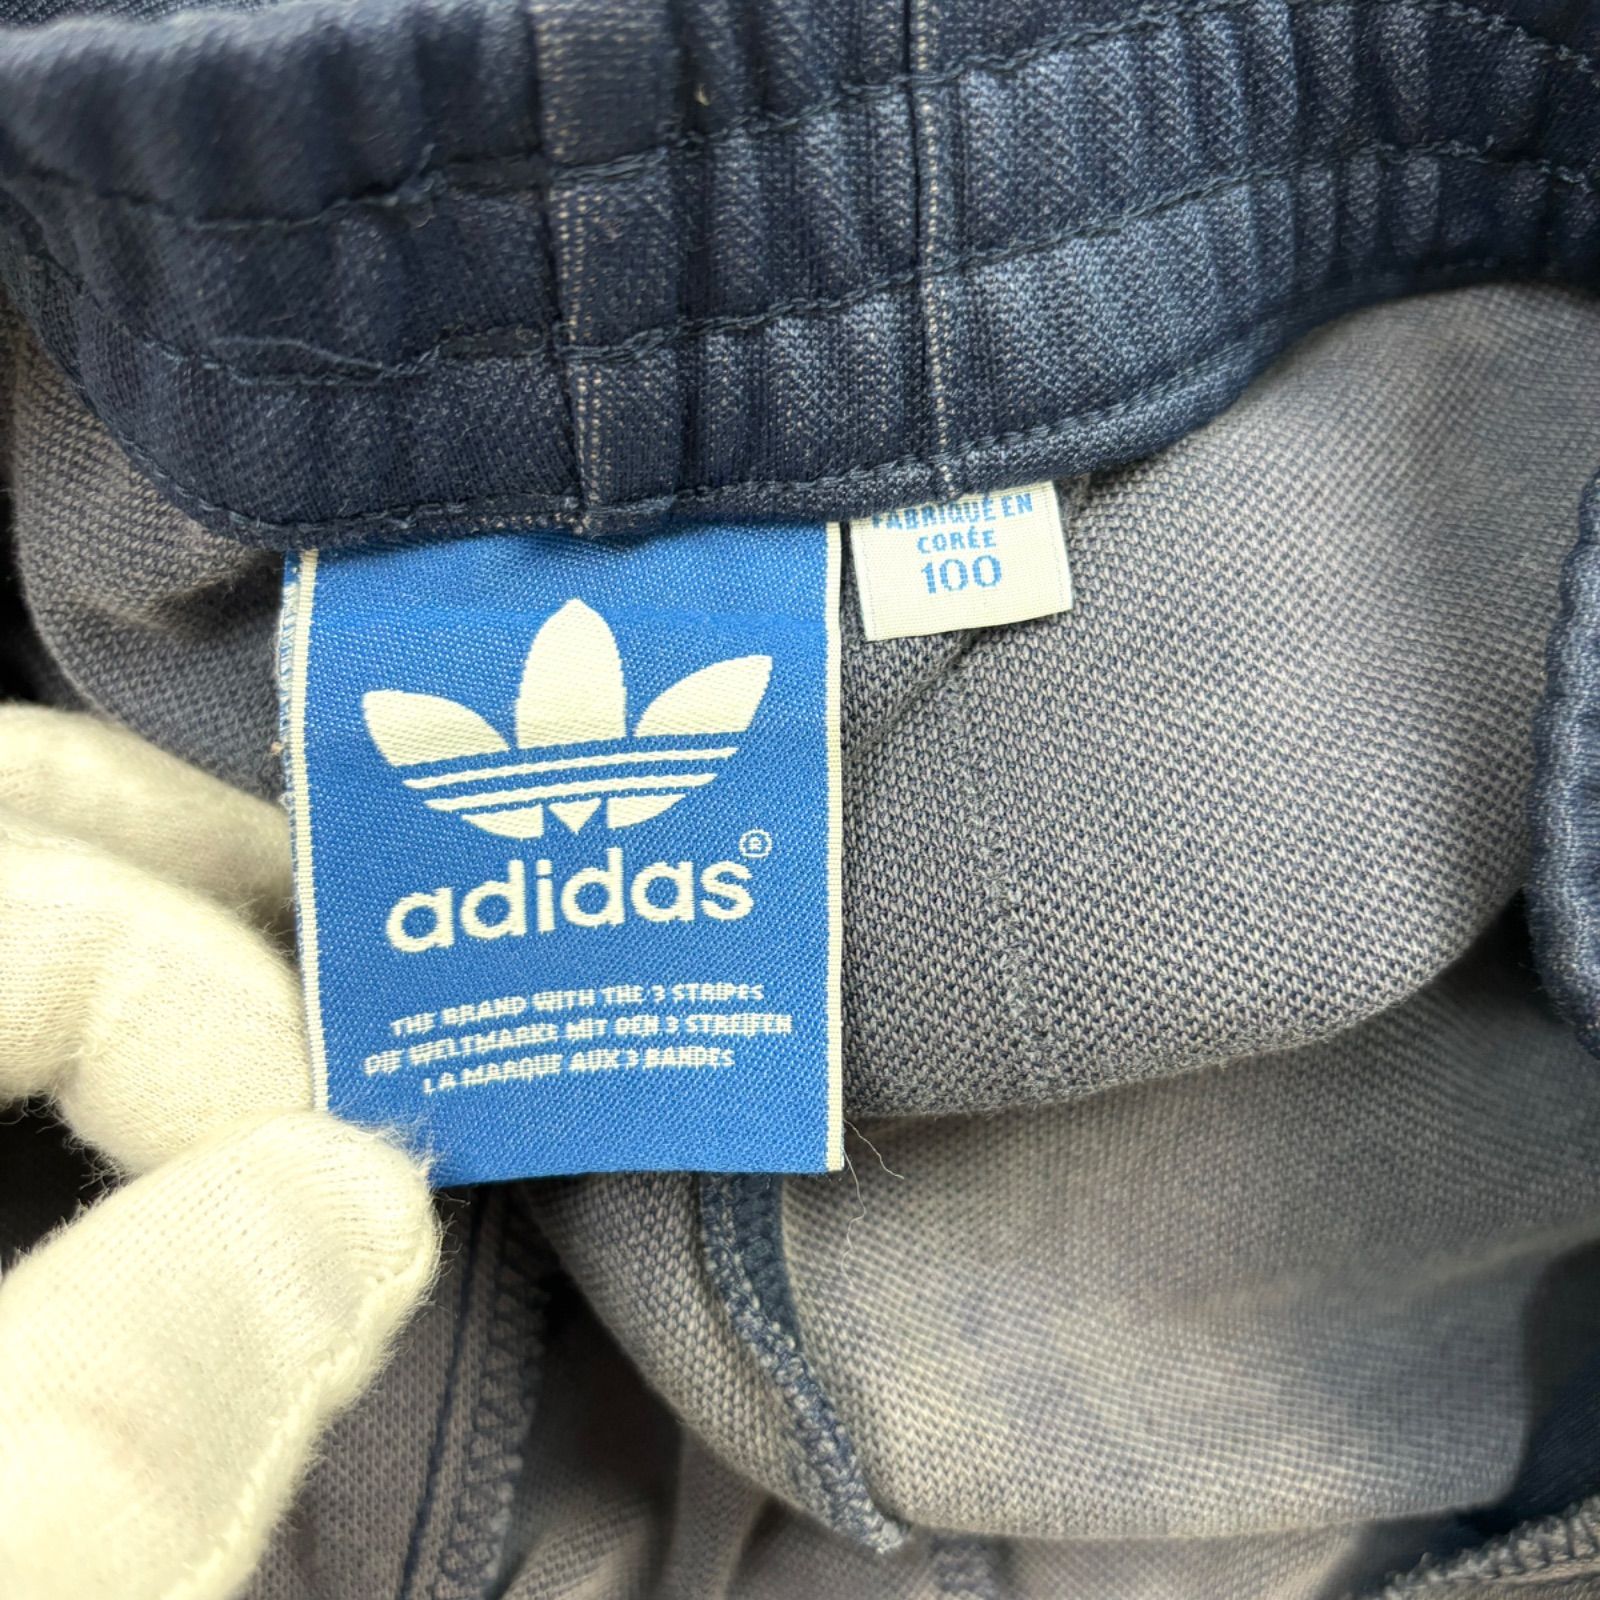 FABRIQUÉ EN
CORÉE
100
adidas®
THE BRAND WITH THE 3 STRIPES
DIE WELTMARKE MIT DEN 3 STREIFEN
LA MARQUE AUX 3 BANDES